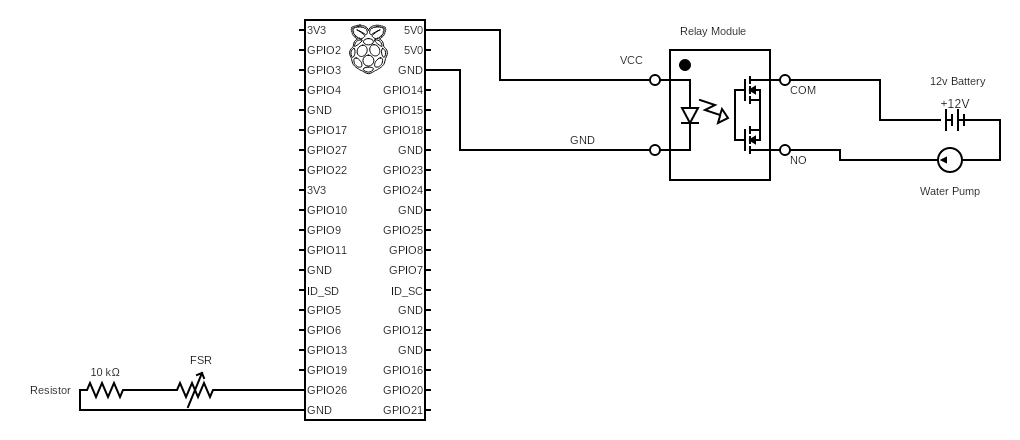 Relay Module
3V3 5V0
GPIO2 5V0
VCC
GPIO3 GND
12v Battery
GPIO4 GPIO14
COM
+12V
GND GPIO15
GPIO17 GPIO18
GND
GPIO27 GND
NO
GPIO22 GPIO23
3V3 GPIO24
Water Pump
GPIO10 GND
GPIO9 GPIO25
GPIO11 GPIO8
GND GPIO7
ID_SD ID_SC
GPIO5 GND
GPIO6 GPIO12
GPIO13 GND
FSR
10 kΩ
GPIO19 GPIO16
Resistor
GPIO26 GPIO20
GND GPIO21